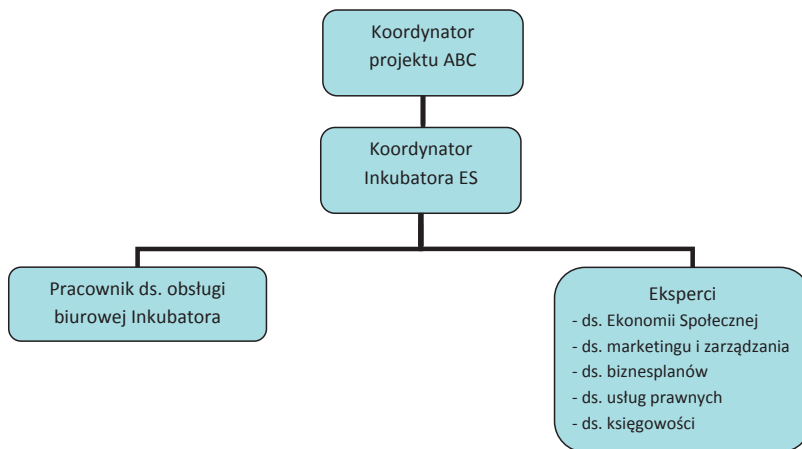 Koordynator
projektu ABC
Koordynator
Inkubatora ES
Pracownik ds. obsługi
biurowej Inkubatora
Eksperci
- ds. Ekonomii Społecznej
- ds. marketingu i zarządzania
- ds. biznesplanów
- ds. usług prawnych
- ds. księgowości